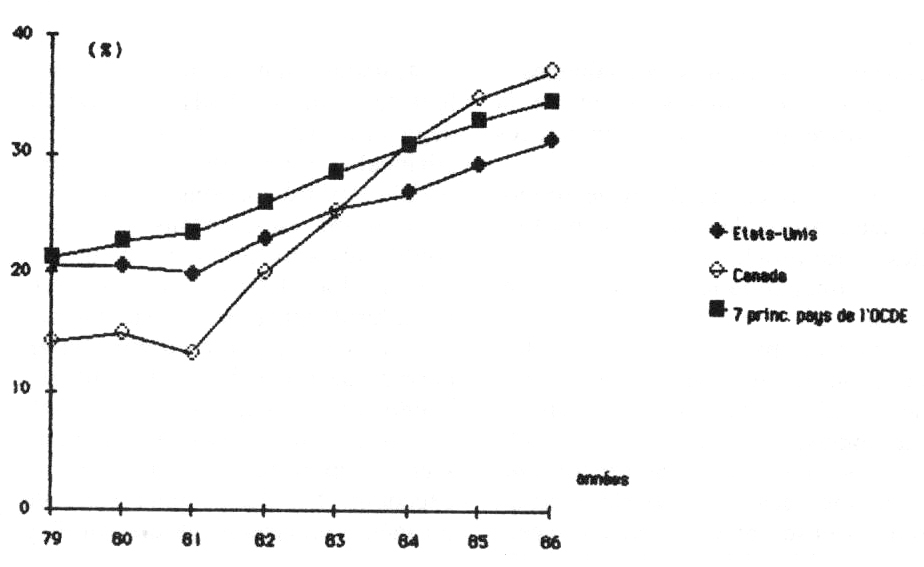 40
(%)
30
20
10
0
79 80 81 82 83 84 85 86
années
Etats-Unis
Canada
7 princ. pays de l'OCDE